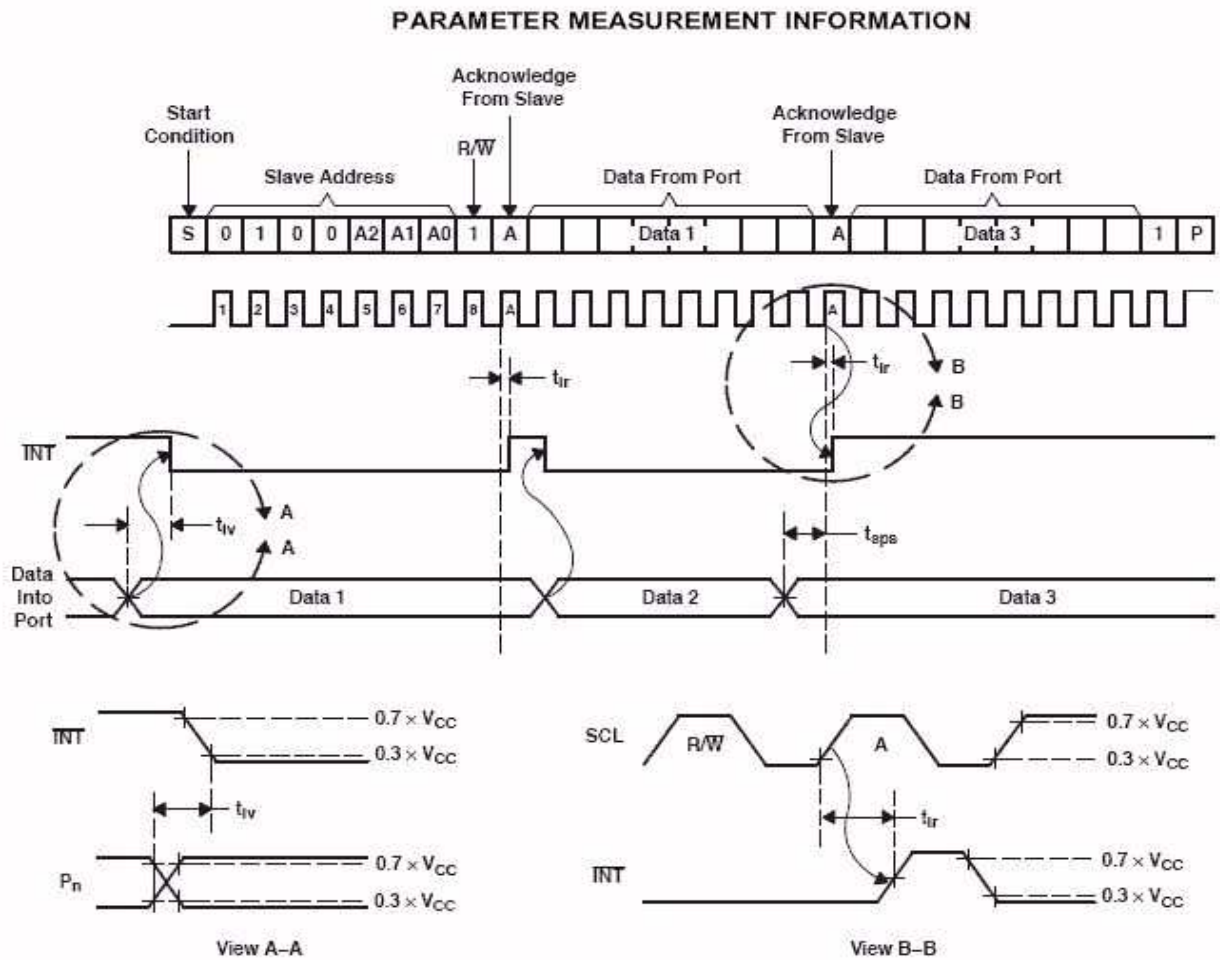 PARAMETER MEASUREMENT INFORMATION
Acknowledge
From Slave
Start
Condition
R/W
Acknowledge
From Slave
Slave Address
Data From Port
Data From Port
S 0 1 0 0 A2 A1 A0 1 A Data 1 A Data 3 1 P
1 2 3 4 5 6 7 8 A A
tir
tir
B
B
INT
tiv
A
A
tsps
Data
Into
Port
Data 1
Data 2
Data 3
INT
0.7 × VCC
0.3 × VCC
tiv
Pn
0.7 × VCC
0.3 × VCC
View A–A
SCL
R/W
A
0.7 × VCC
0.3 × VCC
tir
INT
0.7 × VCC
0.3 × VCC
View B–B